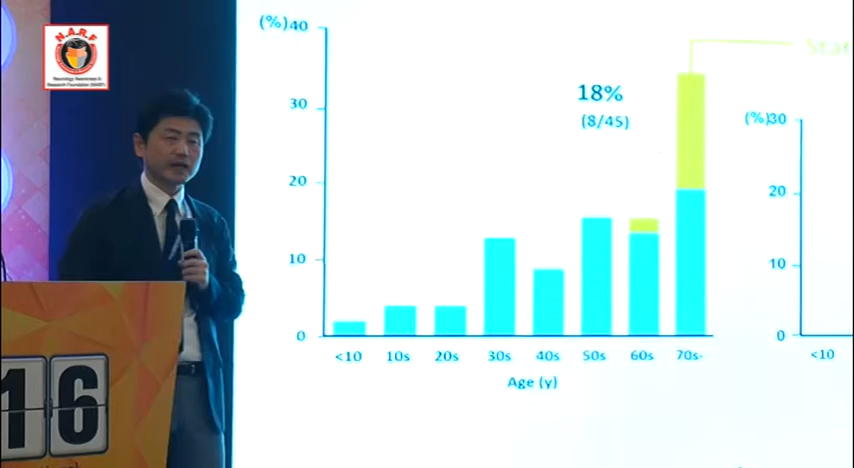 N.A.R.F
Neurology Awareness &
Research Foundation (NARF)
(%)40
30
20
10
0
18%
(8/45)
<10 10s 20s 30s 40s 50s 60s 70s-
Age (y)
Stat
(%)30
20
10
0
<10
16